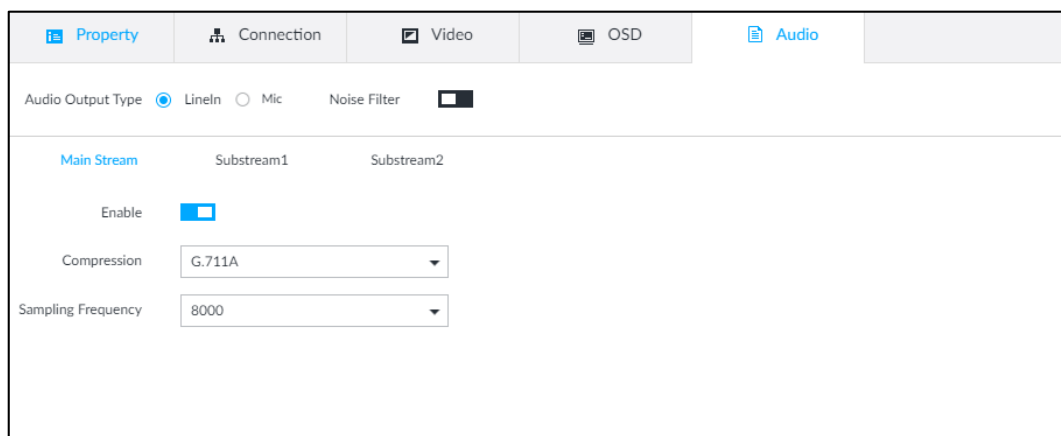 Property Connection Video OSD Audio
Audio Output Type LineIn Mic Noise Filter
Main Stream Substream1 Substream2
Enable
Compression G.711A
Sampling Frequency 8000